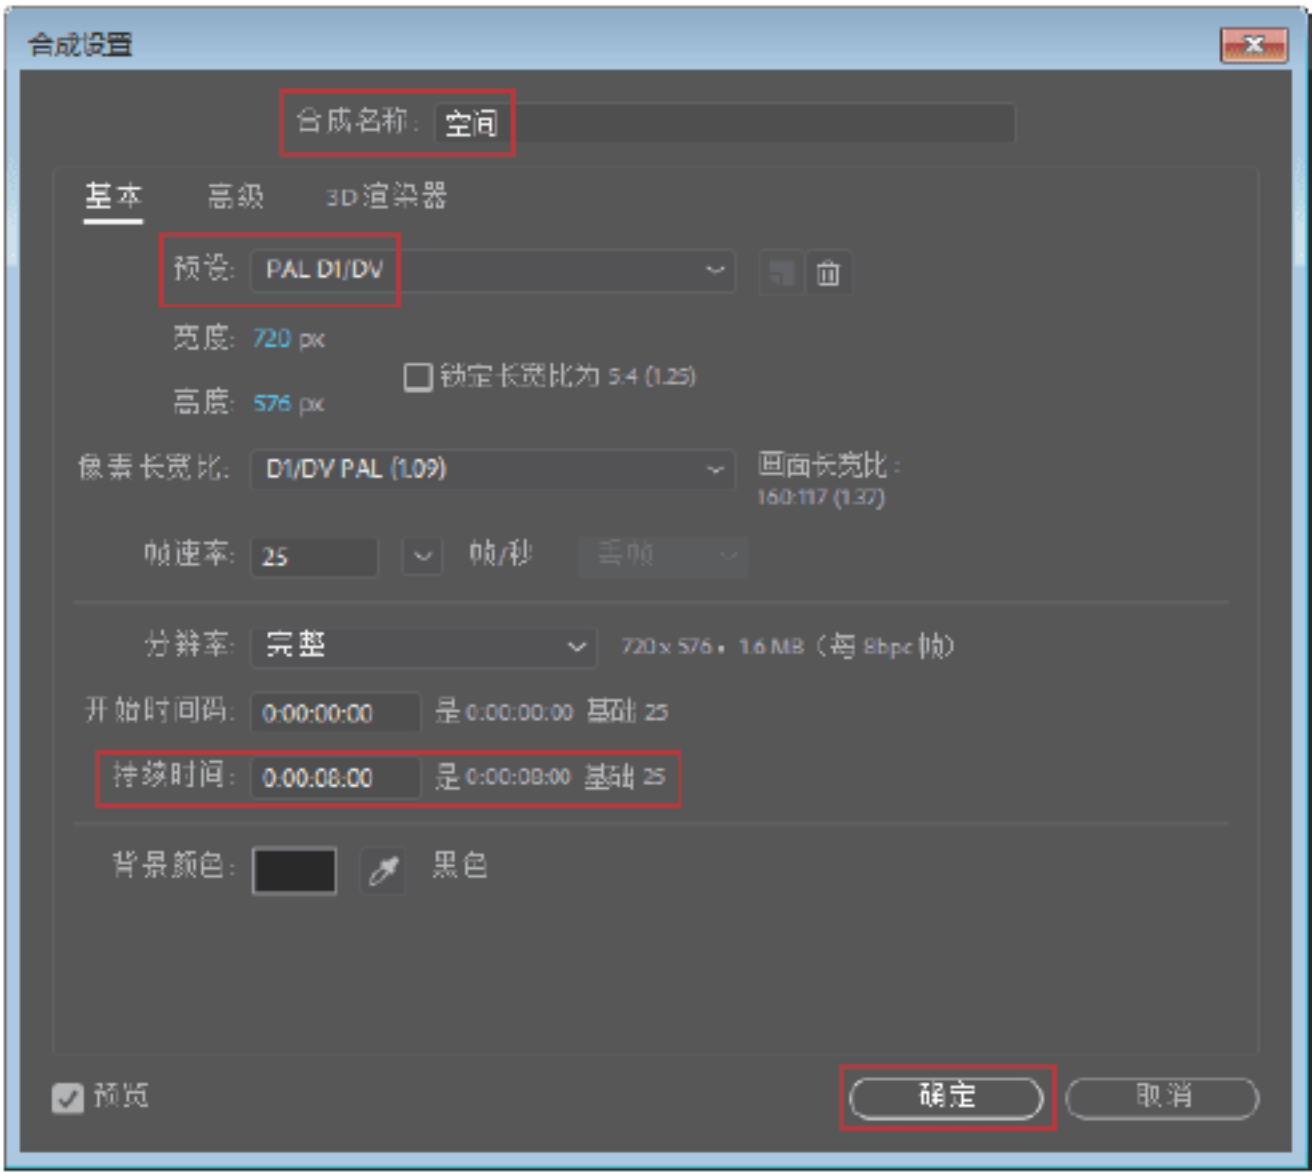 合成设置
合成名称: 空间
基本 高级 3D 渲染器
预设: PAL D1/DV
宽度: 720 px
锁定长宽比为 5:4 (1.25)
高度: 576 px
像素长宽比: D1/DV PAL (1.09) 画面长宽比:
160:117 (1.37)
帧速率: 25 帧/秒 丢帧
分辨率: 完整 720 x 576，1.6 MB（每 8bpc 帧）
开始时间码: 0:00:00:00 是 0:00:00:00 基础 25
持续时间: 0:00:08:00 是 0:00:08:00 基础 25
背景颜色: 黑色
预览 确定 取消